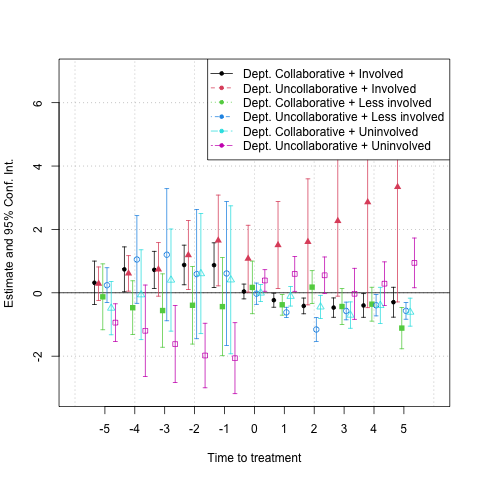 Dept. Collaborative + Involved
Dept. Uncollaborative + Involved
Dept. Collaborative + Less involved
Dept. Uncollaborative + Less involved
Dept. Collaborative + Uninvolved
Dept. Uncollaborative + Uninvolved
Estimate and 95% Conf. Int.
6
4
2
0
-2
-5 -4 -3 -2 -1 0 1 2 3 4 5
Time to treatment